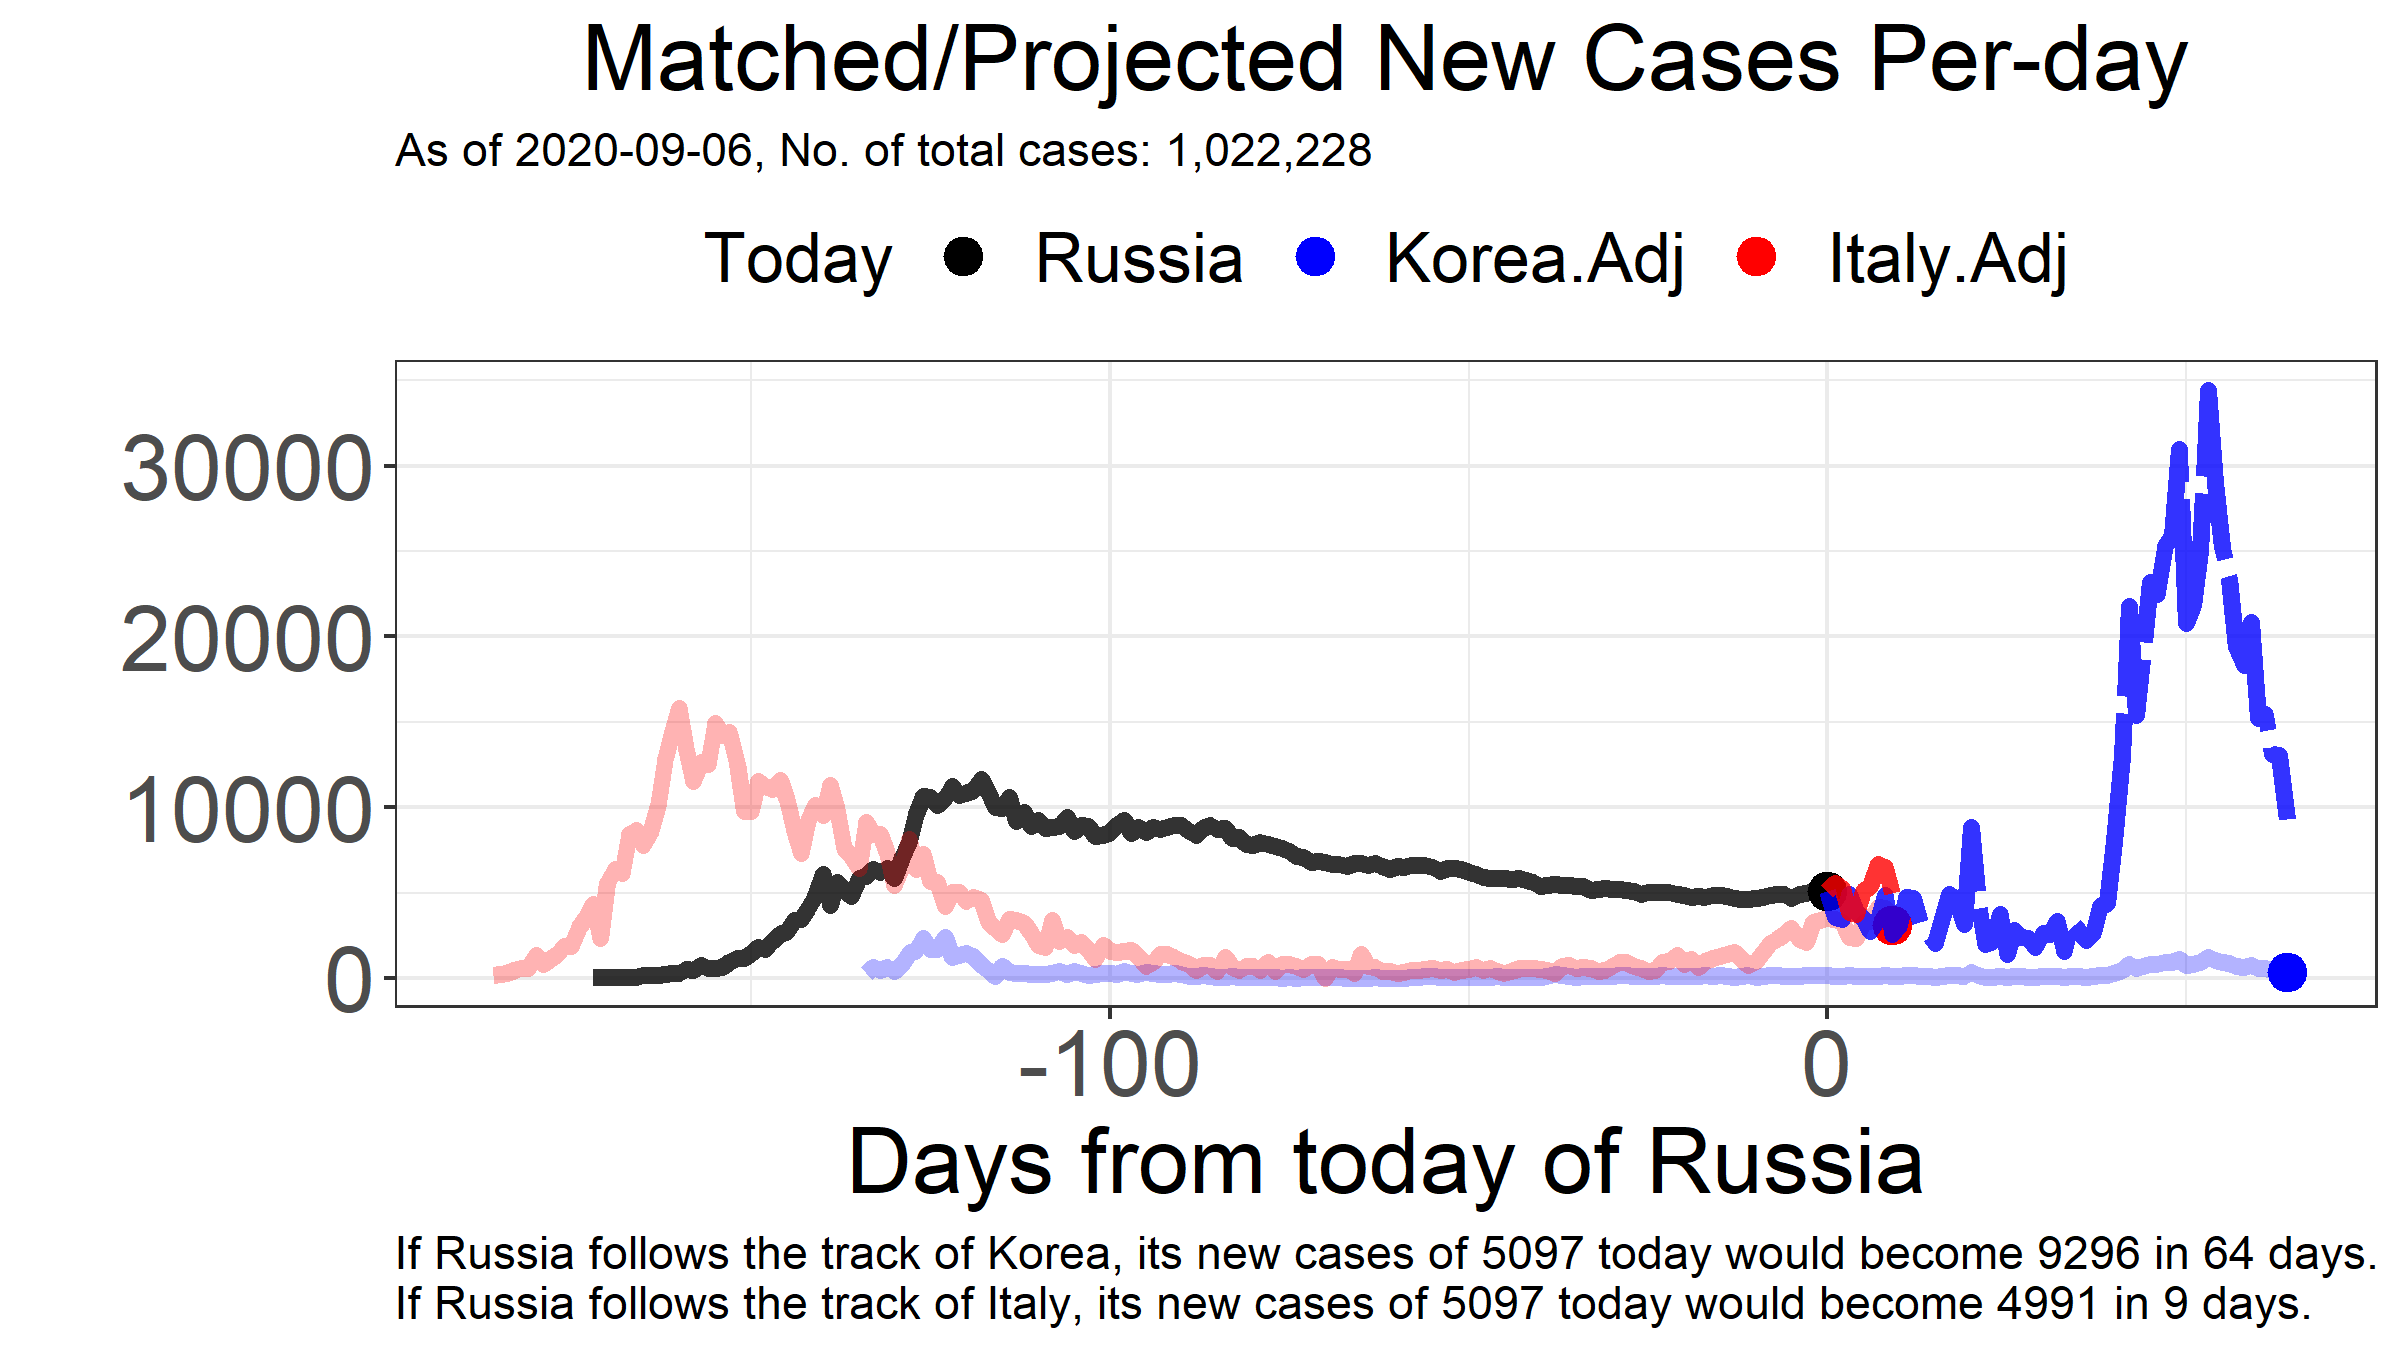 Matched/Projected New Cases Per-day
As of 2020-09-06, No. of total cases: 1,022,228
Today Russia Korea.Adj Italy.Adj
30000
20000
10000
0
-100 0
Days from today of Russia
If Russia follows the track of Korea, its new cases of 5097 today would become 9296 in 64 days.
If Russia follows the track of Italy, its new cases of 5097 today would become 4991 in 9 days.